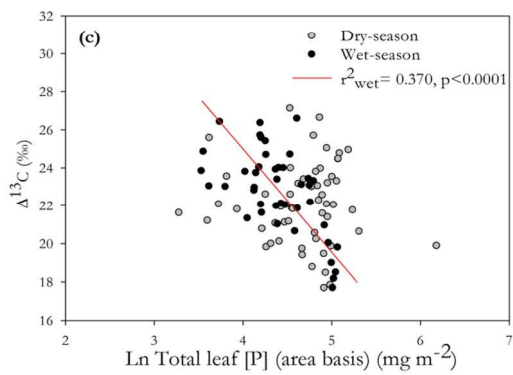 32
(c)
Dry-season
Wet-season
r²wet= 0.370, p<0.0001
28
26
24
22
20
18
16
Δ¹³C (‰)
2 3 4 5 6 7
Ln Total leaf [P] (area basis) (mg m⁻²)